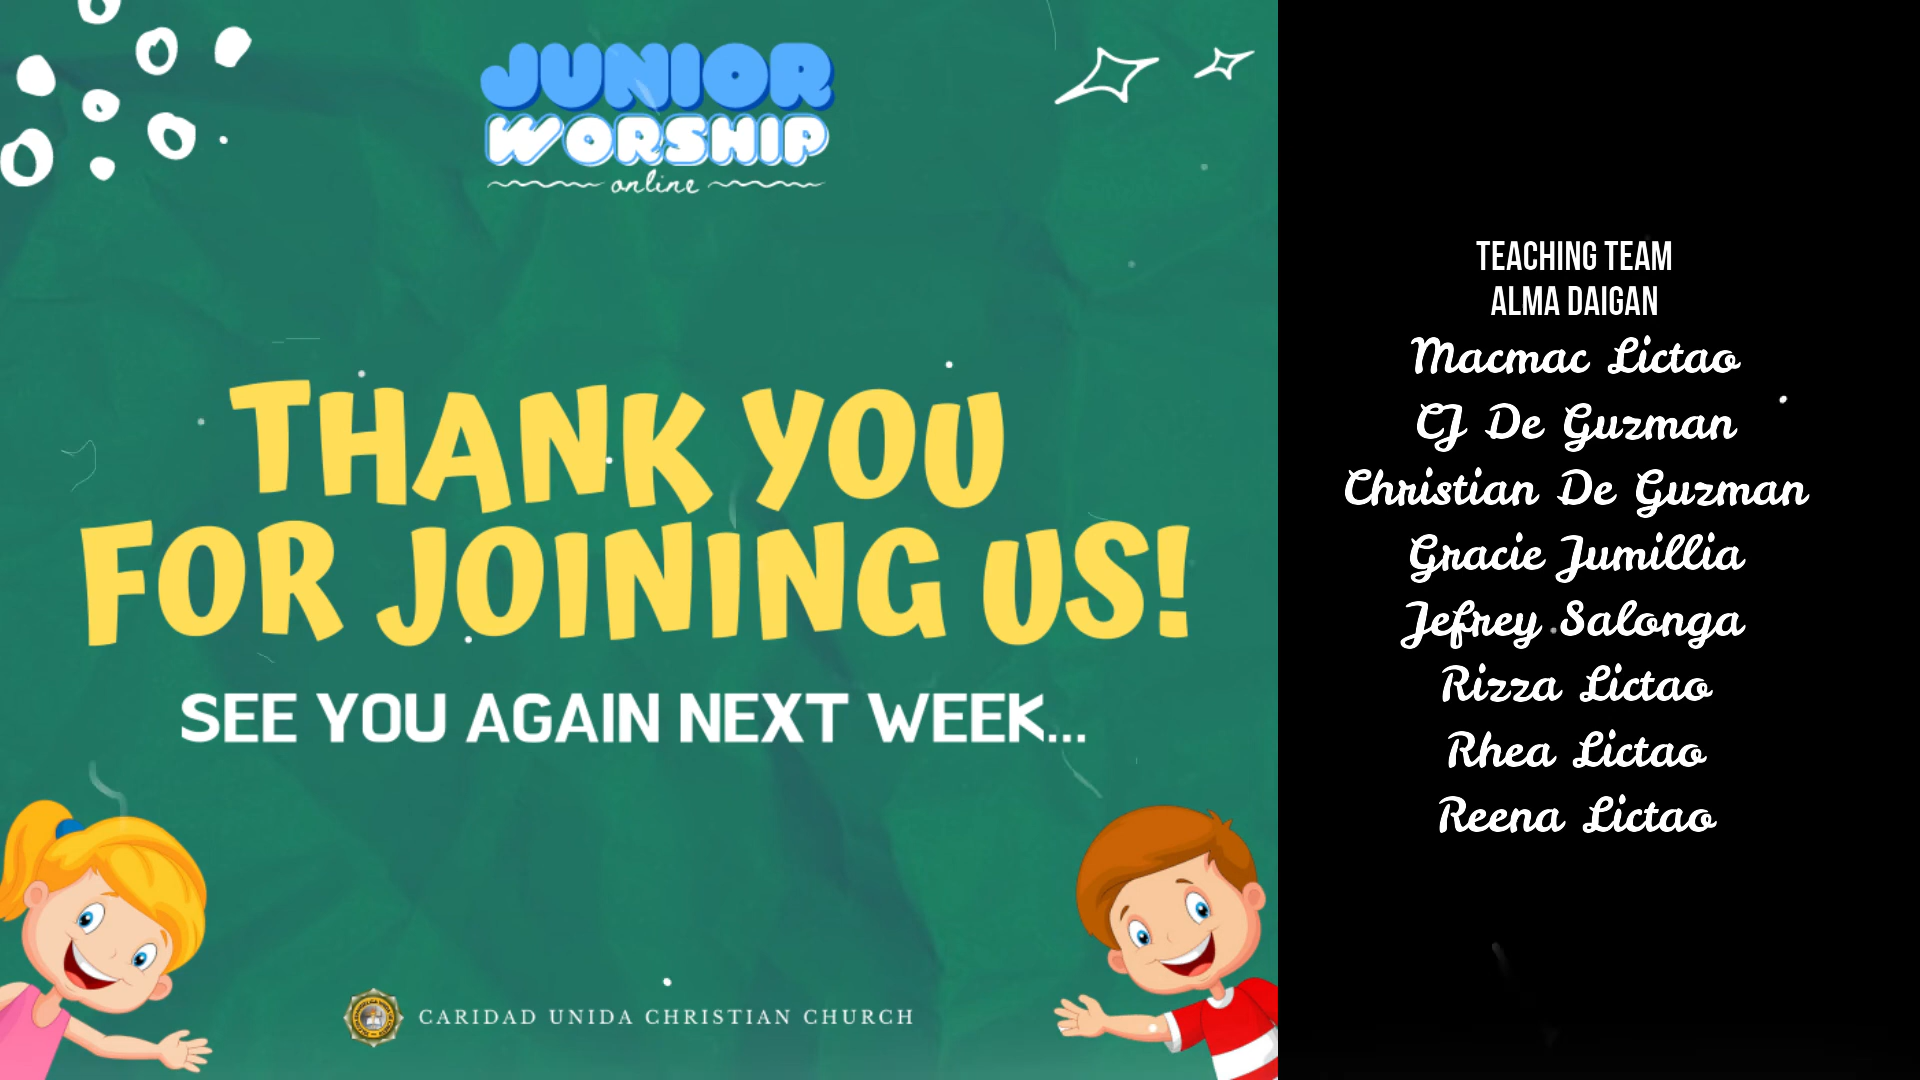 JUNIOR
WORSHIP
online
THANK YOU
FOR JOINING US!
SEE YOU AGAIN NEXT WEEK...
CARIDAD UNIDA CHRISTIAN CHURCH
TEACHING TEAM
ALMA DAIGAN
Macmac Lictao
CJ De Guzman
Christian De Guzman
Gracie Jumillia
Jefrey Salonga
Rizza Lictao
Rhea Lictao
Reena Lictao